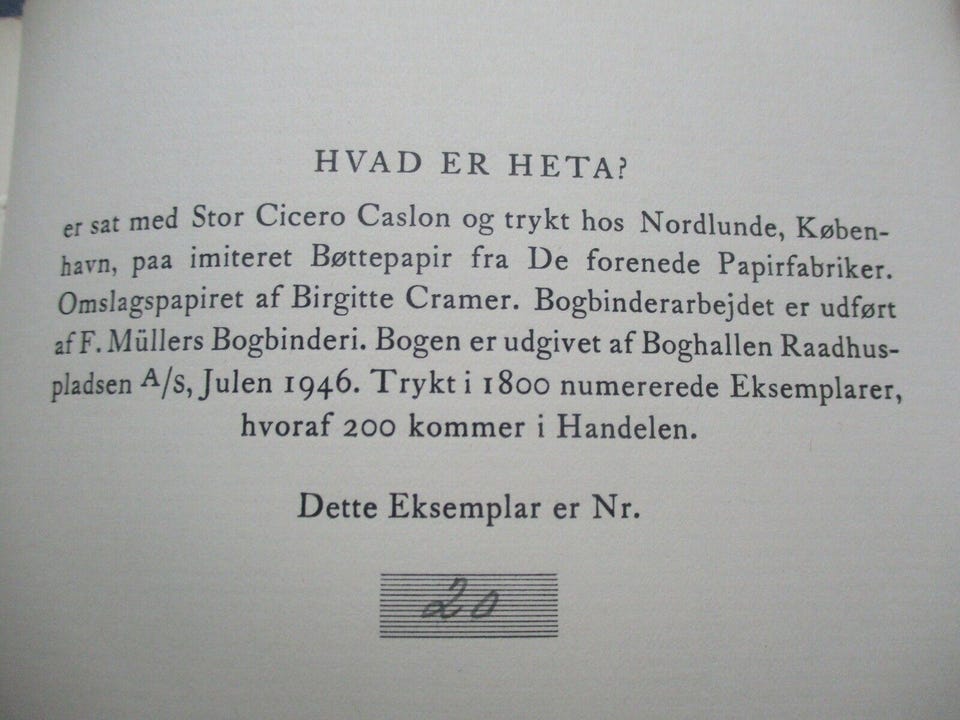 HVAD ER HETA?
er sat med Stor Cicero Caslon og trykt hos Nordlunde, Køben-
havn, paa imiteret Bøttepapir fra De forenede Papirfabriker.
Omslagspapiret af Birgitte Cramer. Bogbinderarbejdet er udført
af F. Müllers Bogbinderi. Bogen er udgivet af Boghallen Raadhus-
pladsen A/S, Julen 1946. Trykt i 1800 numererede Eksemplarer,
hvoraf 200 kommer i Handelen.
Dette Eksemplar er Nr.
20